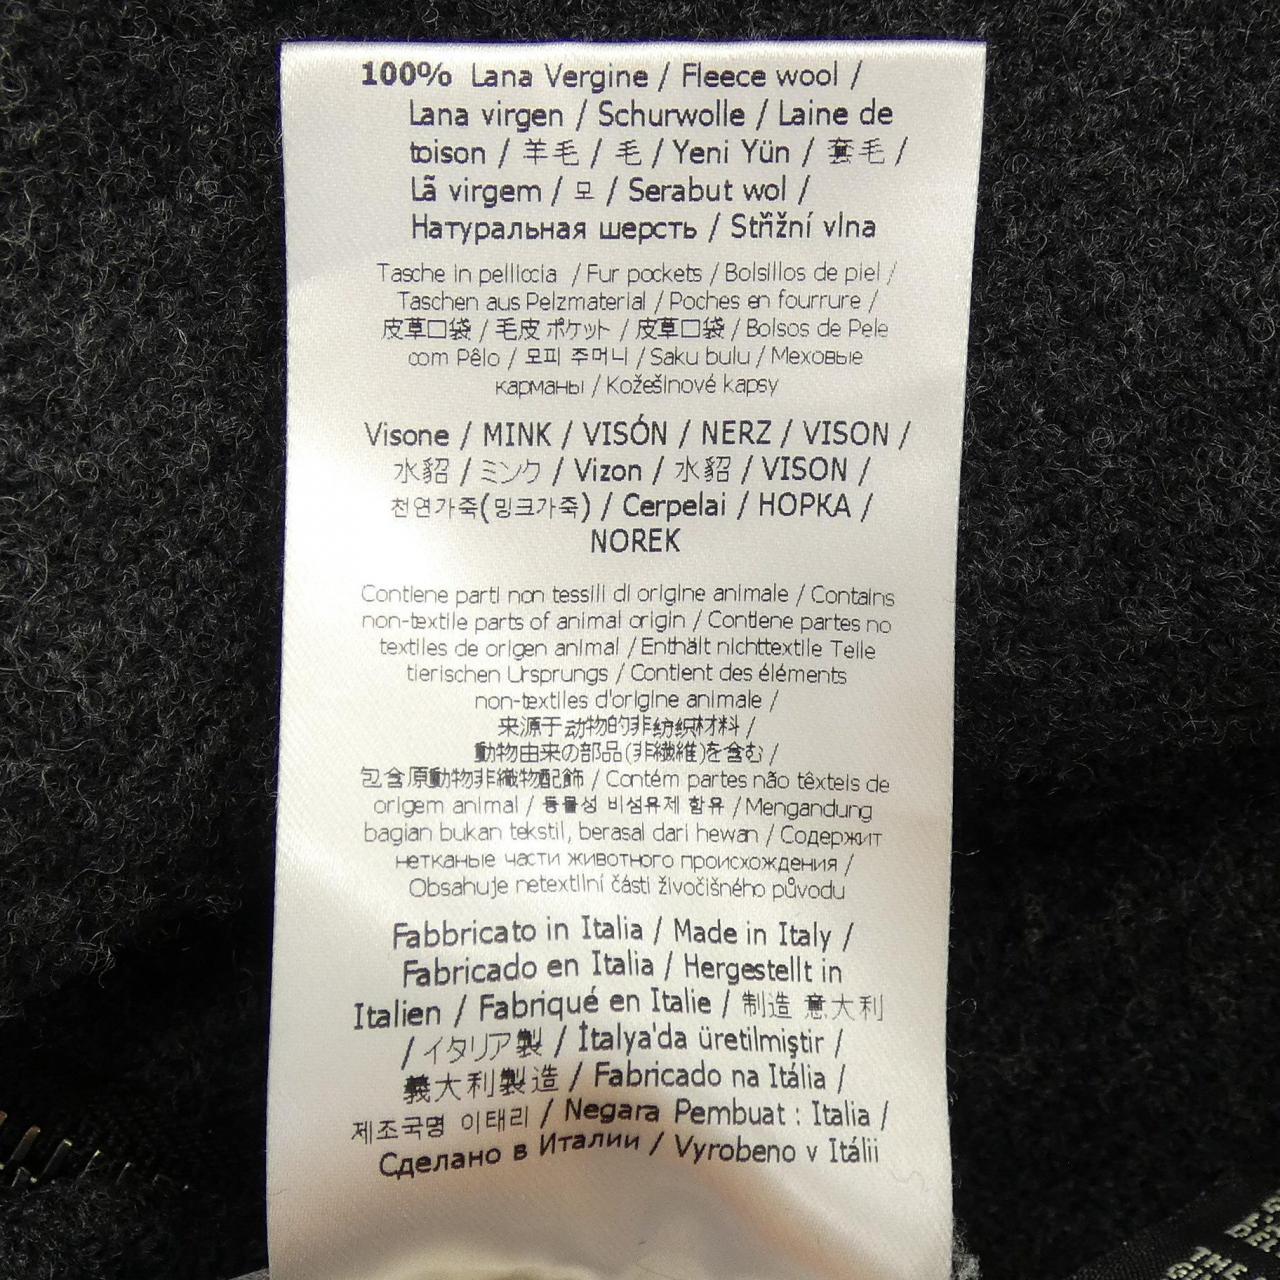 100% Lana Vergine / Fleece wool /
Lana virgen / Schurwolle / Laine de
toison / 羊毛 / 毛 / Yeni Yün / 套毛 /
Lã virgem / 모 / Serabut wol /
Натуральная шерсть / Střižní vlna
Tasche in pelliccia / Fur pockets / Bolsillos de piel /
Taschen aus Pelzmaterial / Poches en fourrure /
皮草口袋 / 毛皮 ポケット / 皮草口袋 / Bolsos de Pele
com Pêlo / 모피 주머니 / Saku bulu / Меховые
карманы / Kožešinové kapsy
Visone / MINK / VISÓN / NERZ / VISON /
水貂 / ミンク / Vizon / 水貂 / VISON /
천연가죽(밍크가죽) / Cerpelai / НОРКА /
NOREK
Contiene parti non tessili di origine animale / Contains
non-textile parts of animal origin / Contiene partes no
textiles de origen animal / Enthält nichttextile Teile
tierischen Ursprungs / Contient des éléments
non-textiles d'origine animale /
来源于动物的非纺织材料 /
動物由来の部品(非繊維)を含む /
包含原動物非織物配飾 / Contém partes não têxteis de
origem animal / 동물성 비섬유제 함유 / Mengandung
bagian bukan tekstil, berasal dari hewan / Содержит
нетканые части животного происхождения /
Obsahuje netextilní části živočišného původu
Fabbricato in Italia / Made in Italy /
Fabricado en Italia / Hergestellt in
Italien / Fabriqué en Italie / 制造 意大利
/ イタリア製 / İtalya'da üretilmiştir /
義大利製造 / Fabricado na Itália /
제조국명 이태리 / Negara Pembuat : Italia /
Сделано в Италии / Vyrobeno v Itálii